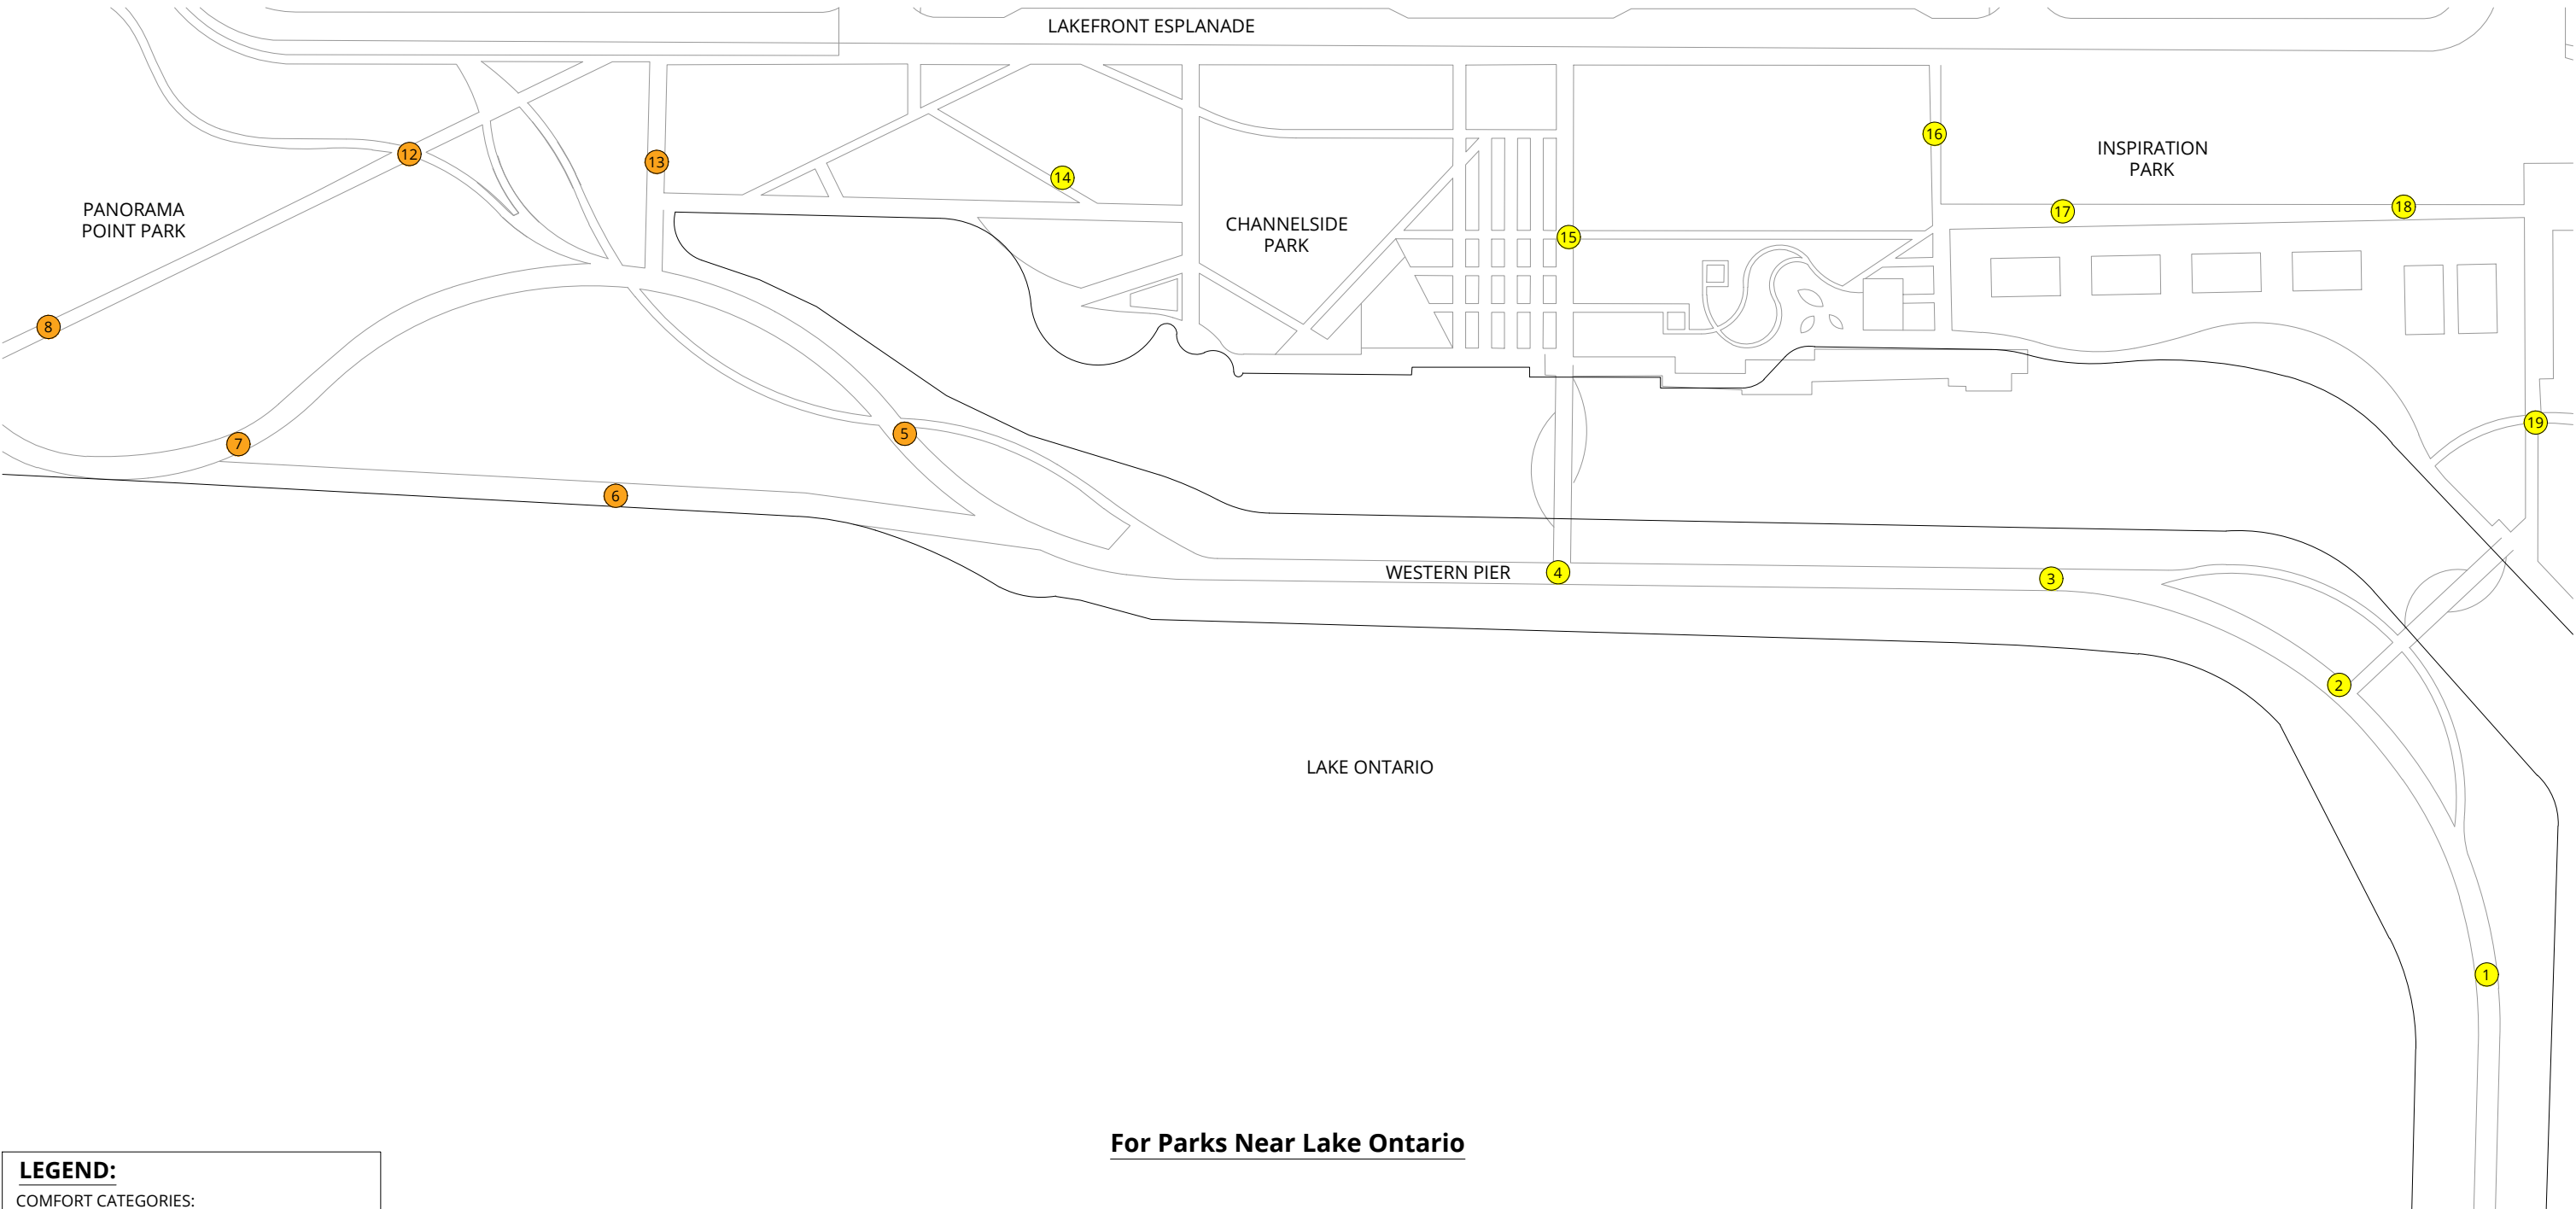 LAKEFRONT ESPLANADE
16
12
13
INSPIRATION
PARK
14
PANORAMA
POINT PARK
18
17
CHANNELSIDE
PARK
15
8
19
5
7
6
WESTERN PIER
4
3
2
LAKE ONTARIO
1
For Parks Near Lake Ontario
LEGEND:
COMFORT CATEGORIES: